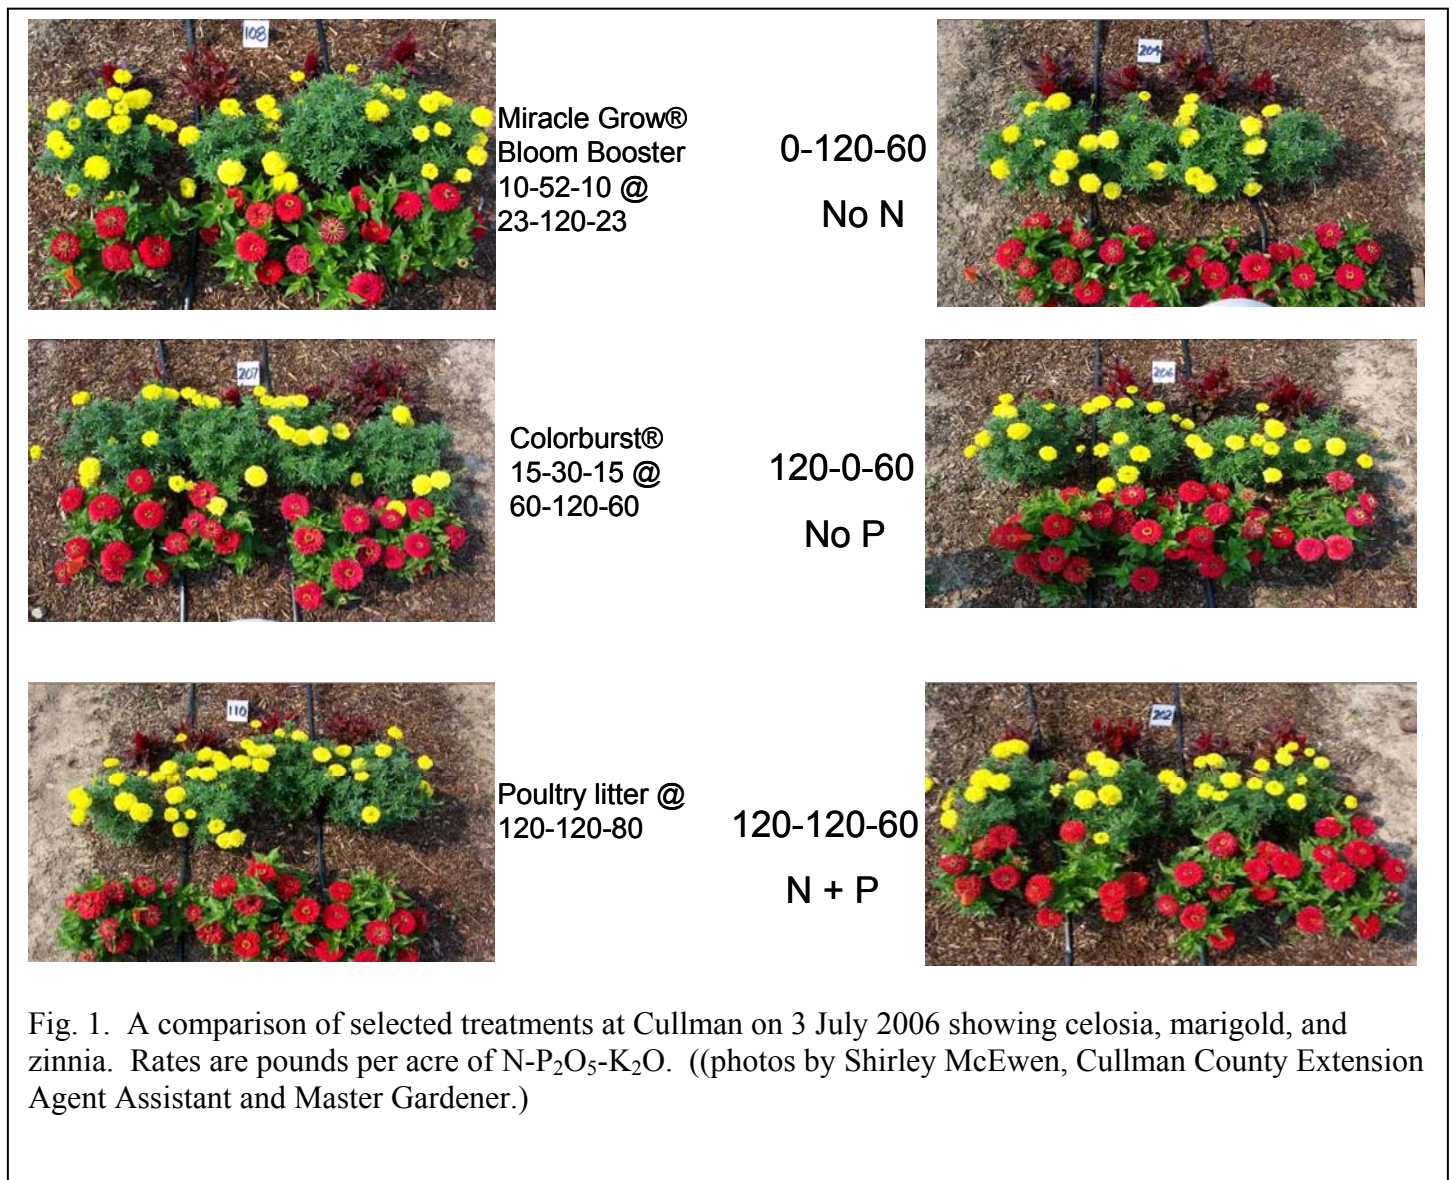 108
Miracle Grow®
Bloom Booster
10-52-10 @
23-120-23
0-120-60
No N
204
207
Colorburst®
15-30-15 @
60-120-60
120-0-60
No P
206
110
Poultry litter @
120-120-80
120-120-60
N + P
202
Fig. 1. A comparison of selected treatments at Cullman on 3 July 2006 showing celosia, marigold, and
zinnia. Rates are pounds per acre of N-P₂O₅-K₂O. ((photos by Shirley McEwen, Cullman County Extension
Agent Assistant and Master Gardener.)